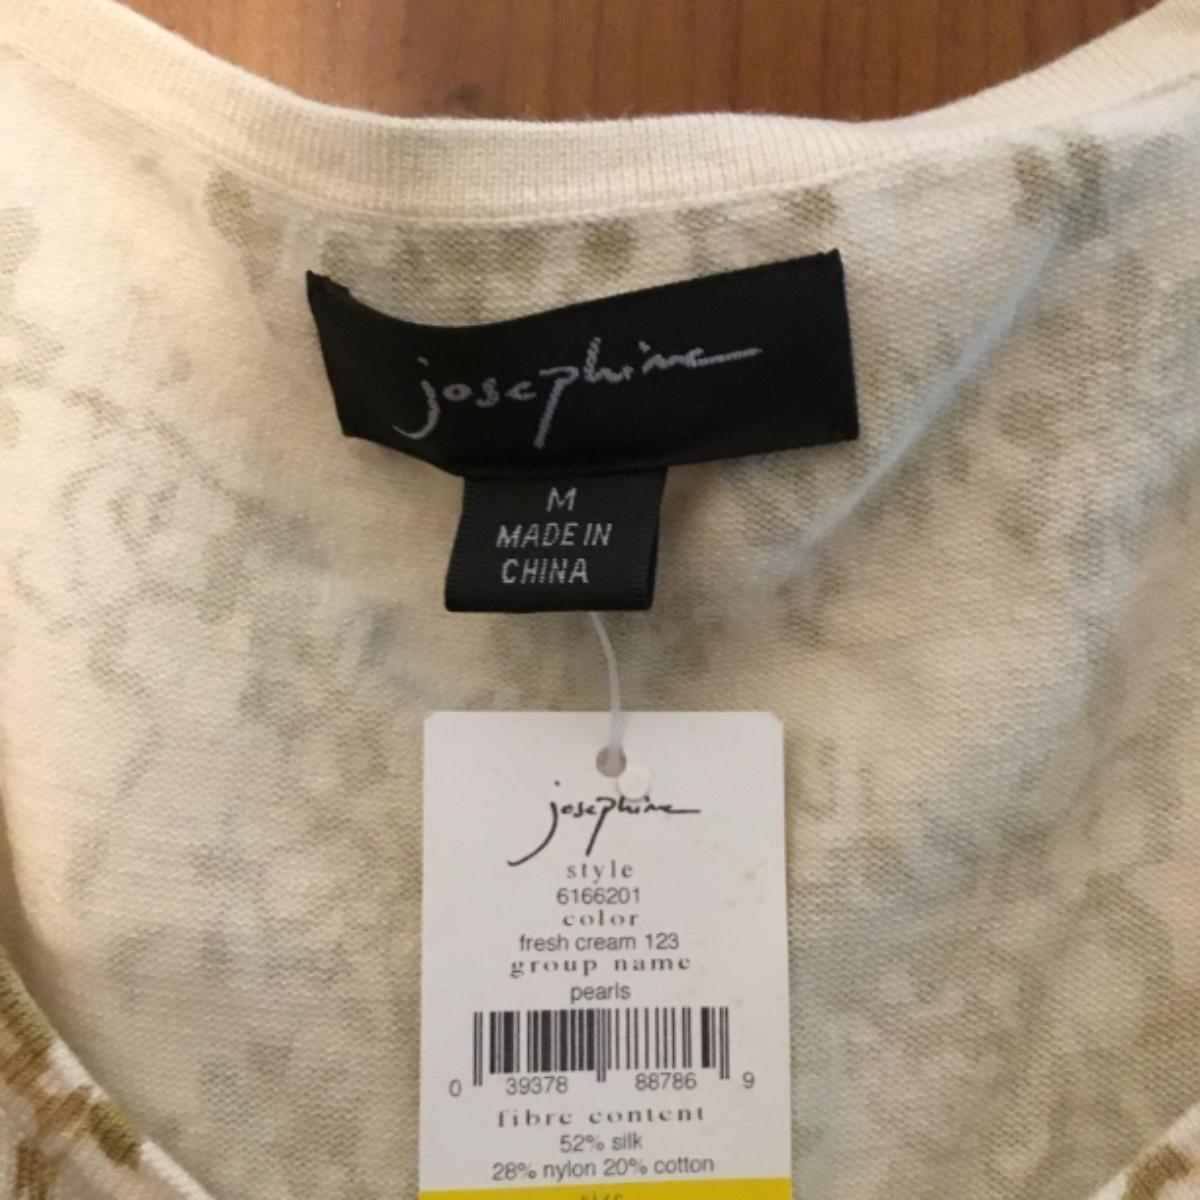 josephine
M
MADE IN
CHINA
josephine
style
6166201
color
fresh cream 123
group name
pearls
0 39378 88786 9
fibre content
52% silk
28% nylon 20% cotton
size